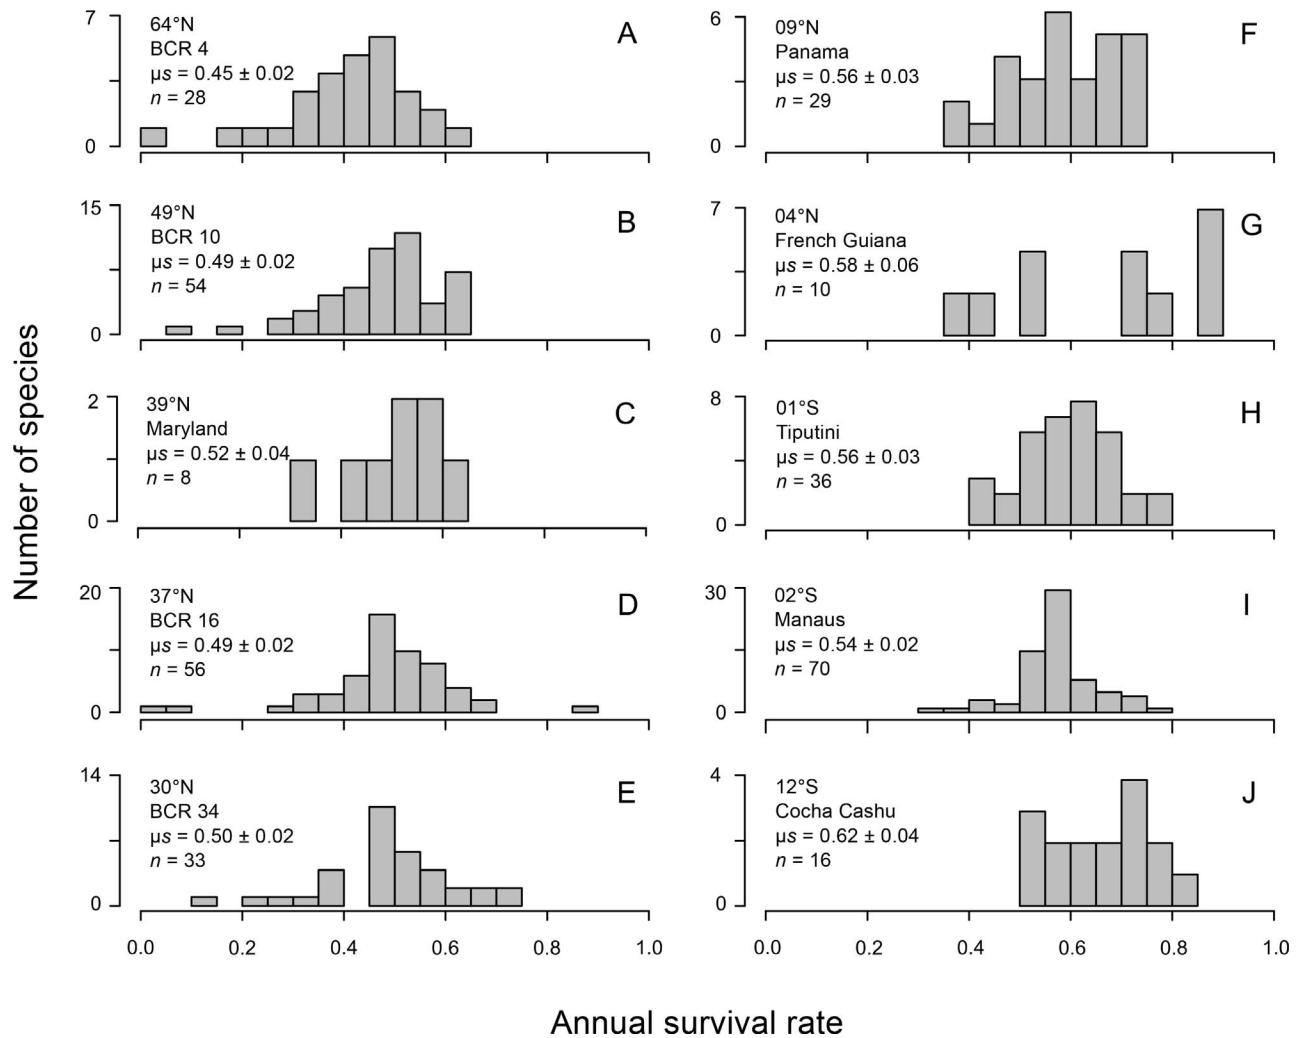 Number of species
7
0
64°N
BCR 4
µs = 0.45 ± 0.02
n = 28
A
15
0
49°N
BCR 10
µs = 0.49 ± 0.02
n = 54
B
2
0
39°N
Maryland
µs = 0.52 ± 0.04
n = 8
C
20
0
37°N
BCR 16
µs = 0.49 ± 0.02
n = 56
D
14
0
30°N
BCR 34
µs = 0.50 ± 0.02
n = 33
E
0.0 0.2 0.4 0.6 0.8 1.0
6
0
09°N
Panama
µs = 0.56 ± 0.03
n = 29
F
7
0
04°N
French Guiana
µs = 0.58 ± 0.06
n = 10
G
8
0
01°S
Tiputini
µs = 0.56 ± 0.03
n = 36
H
30
0
02°S
Manaus
µs = 0.54 ± 0.02
n = 70
I
4
0
12°S
Cocha Cashu
µs = 0.62 ± 0.04
n = 16
J
0.0 0.2 0.4 0.6 0.8 1.0
Annual survival rate